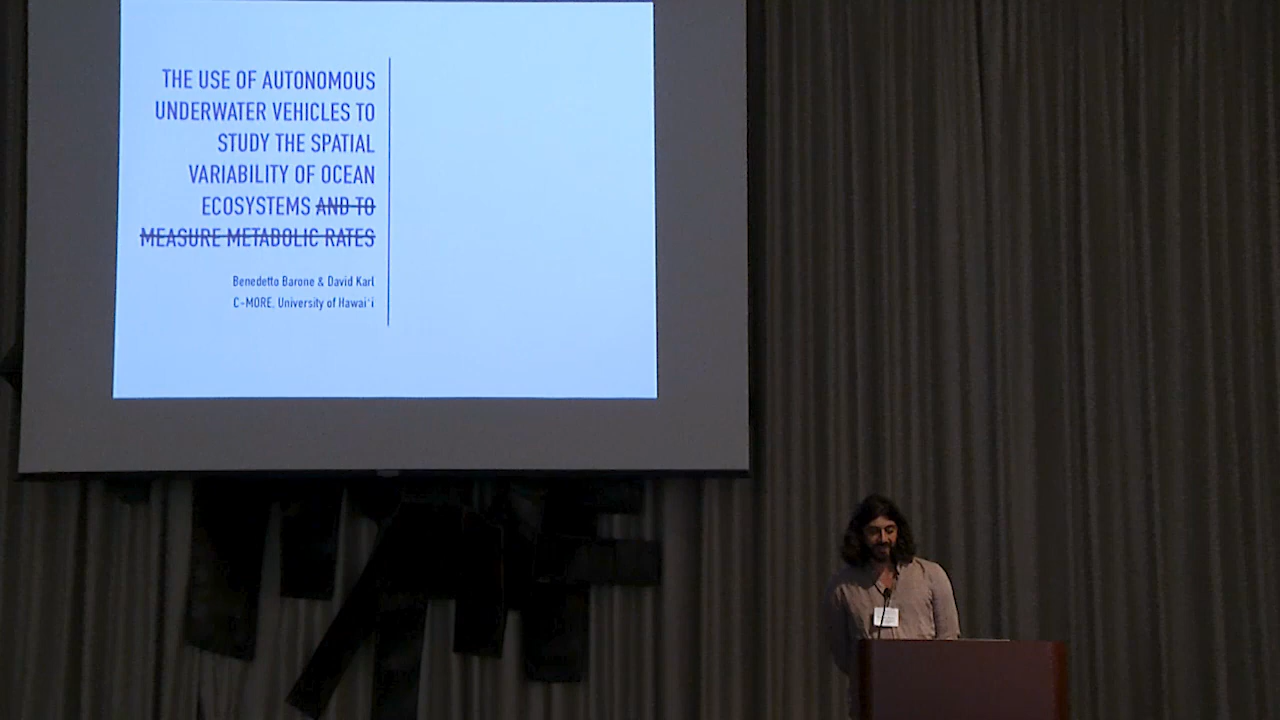 THE USE OF AUTONOMOUS
UNDERWATER VEHICLES TO
STUDY THE SPATIAL
VARIABILITY OF OCEAN
ECOSYSTEMS AND TO
MEASURE METABOLIC RATES
Benedetto Barone & David Karl
C-MORE, University of Hawai'i